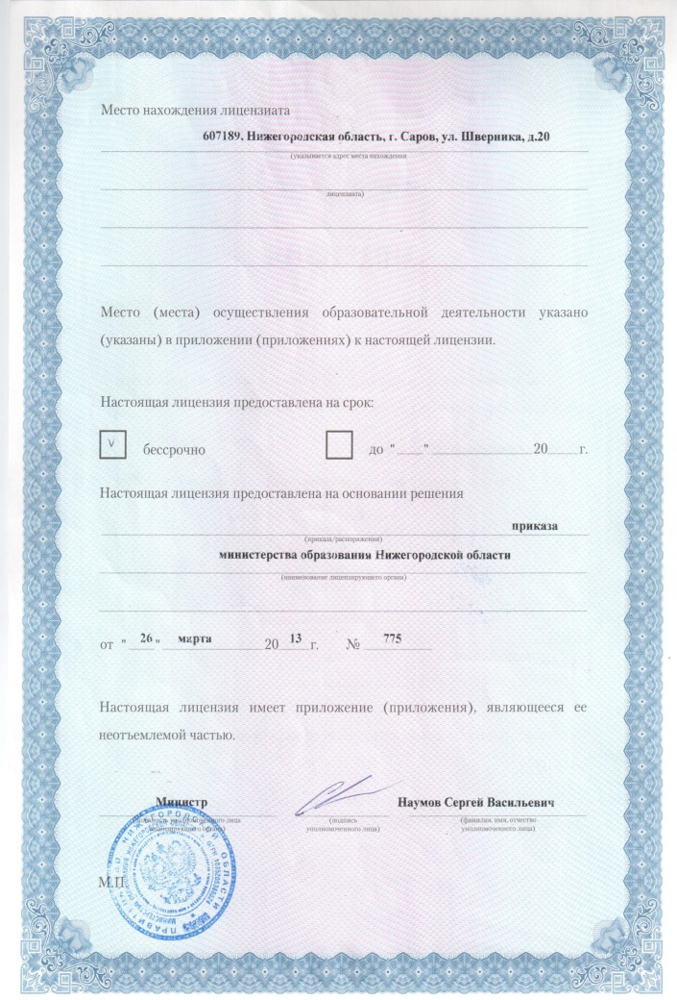 Место нахождения лицензиата
607189, Нижегородская область, г. Саров, ул. Шверника, д.20
(указывается адрес места нахождения
лицензиата)
Место (места) осуществления образовательной деятельности указано
(указаны) в приложении (приложениях) к настоящей лицензии.
Настоящая лицензия предоставлена на срок:
V бессрочно до " " 20 г.
Настоящая лицензия предоставлена на основании решения
приказа
(приказа/распоряжения)
министерства образования Нижегородской области
(наименование лицензирующего органа)
от " 26 " марта 20 13 г. № 775
Настоящая лицензия имеет приложение (приложения), являющееся ее
неотъемлемой частью.
Министр Наумов Сергей Васильевич
(должность уполномоченного лица (подпись (фамилия, имя, отчество
лицензирующего органа) уполномоченного лица) уполномоченного лица)
М.П.